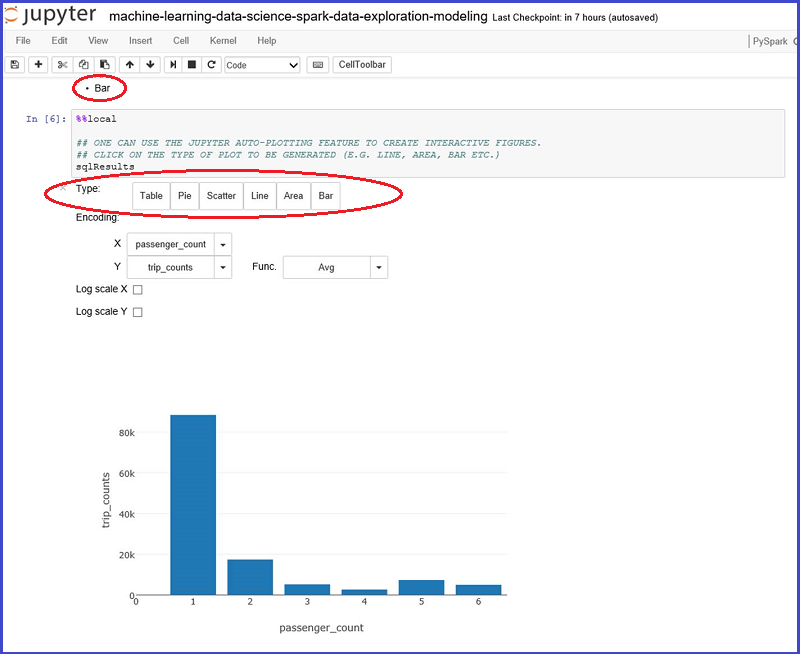 jupyter machine-learning-data-science-spark-data-exploration-modeling Last Checkpoint: in 7 hours (autosaved)
File Edit View Insert Cell Kernel Help PySpark
Code CellToolbar
• Bar
In [6]: %%local
## ONE CAN USE THE JUPYTER AUTO-PLOTTING FEATURE TO CREATE INTERACTIVE FIGURES.
## CLICK ON THE TYPE OF PLOT TO BE GENERATED (E.G. LINE, AREA, BAR ETC.)
sqlResults
Type: Table Pie Scatter Line Area Bar
Encoding:
X passenger_count
Y trip_counts Func. Avg
Log scale X
Log scale Y
80k
60k
40k
20k
0
trip_counts
0 1 2 3 4 5 6
passenger_count